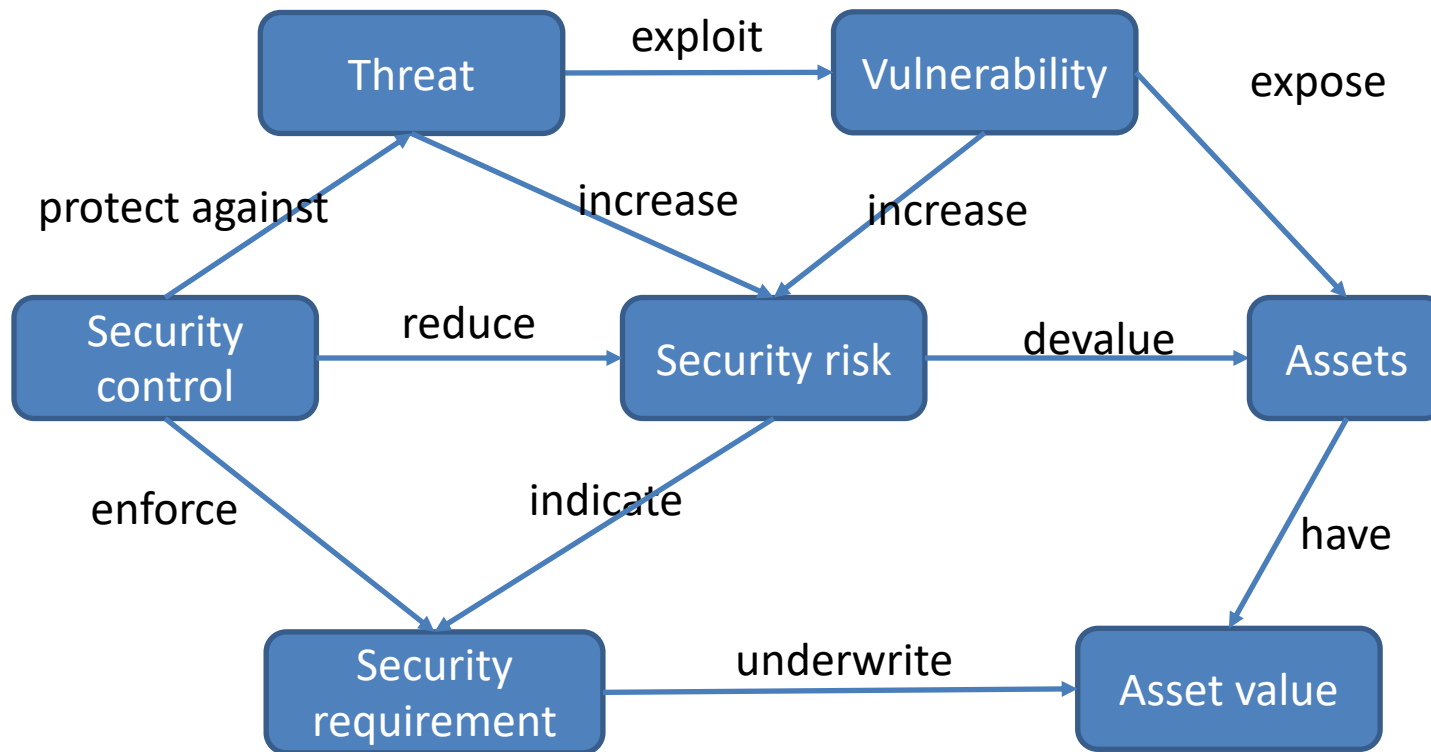 exploit
Threat
Vulnerability
expose
protect against
increase
increase
Security
control
reduce
Security risk
devalue
Assets
enforce
indicate
have
Security
requirement
underwrite
Asset value